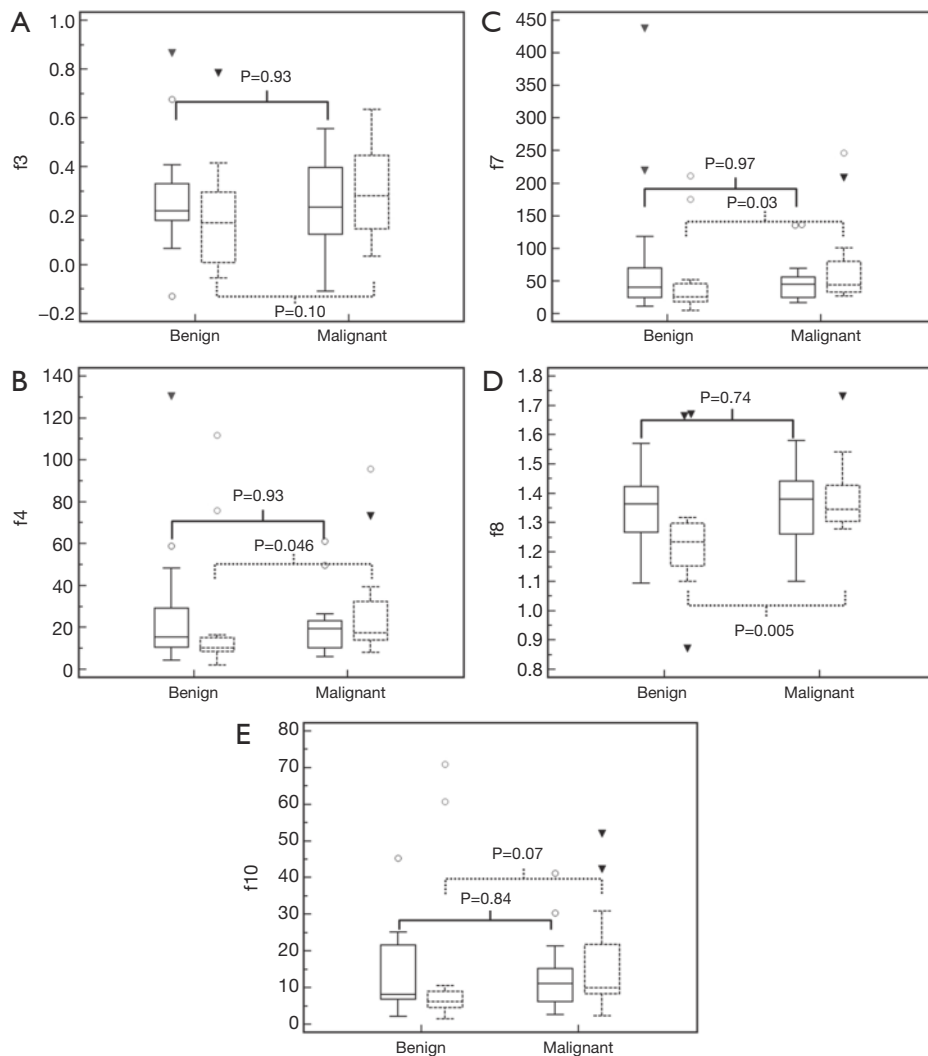 A
1.0
0.8
0.6
0.4
0.2
0.0
−0.2
f3
P=0.93
P=0.10
Benign Malignant
C
450
400
350
300
250
200
150
100
50
0
f7
P=0.97
P=0.03
Benign Malignant
B
140
120
100
80
60
40
20
0
f4
P=0.93
P=0.046
Benign Malignant
D
1.8
1.7
1.6
1.5
1.4
1.3
1.2
1.1
1.0
0.9
0.8
f8
P=0.74
P=0.005
Benign Malignant
E
80
70
60
50
40
30
20
10
0
f10
P=0.07
P=0.84
Benign Malignant